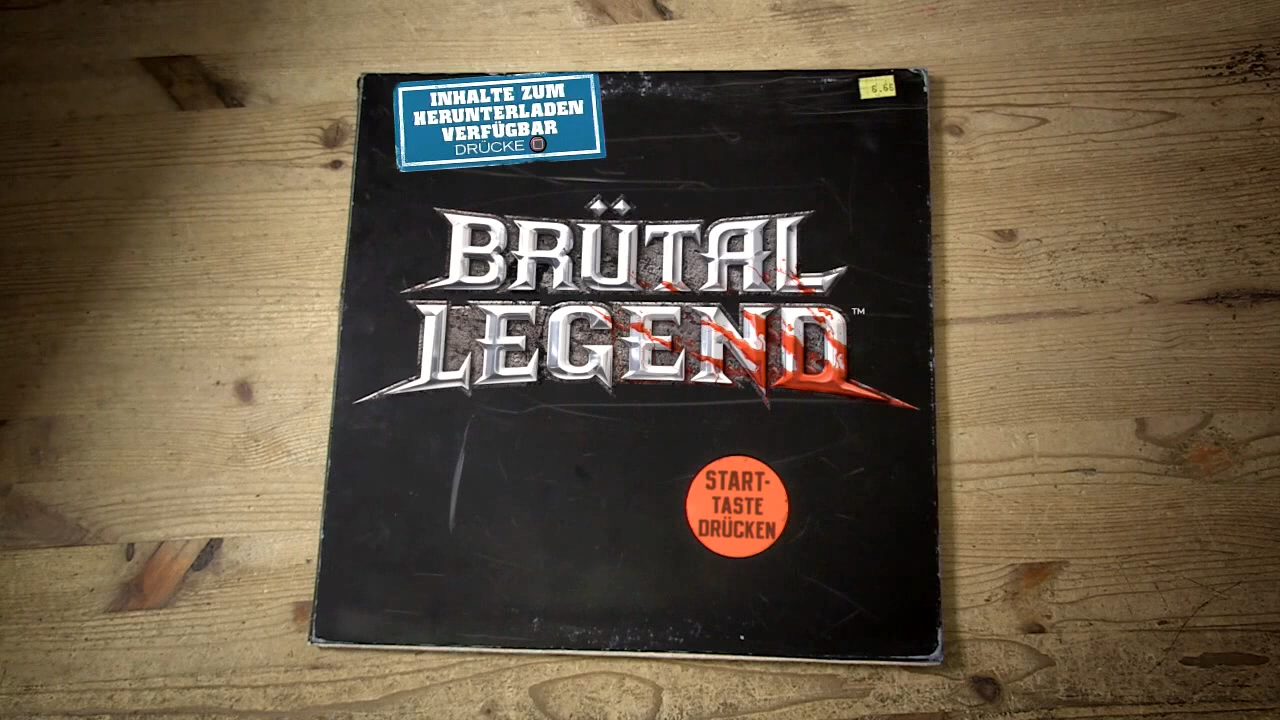 INHALTE ZUM
HERUNTERLADEN
VERFÜGBAR
DRÜCKE
6.66
BRÜTAL
LEGEND
™
START-
TASTE
DRÜCKEN